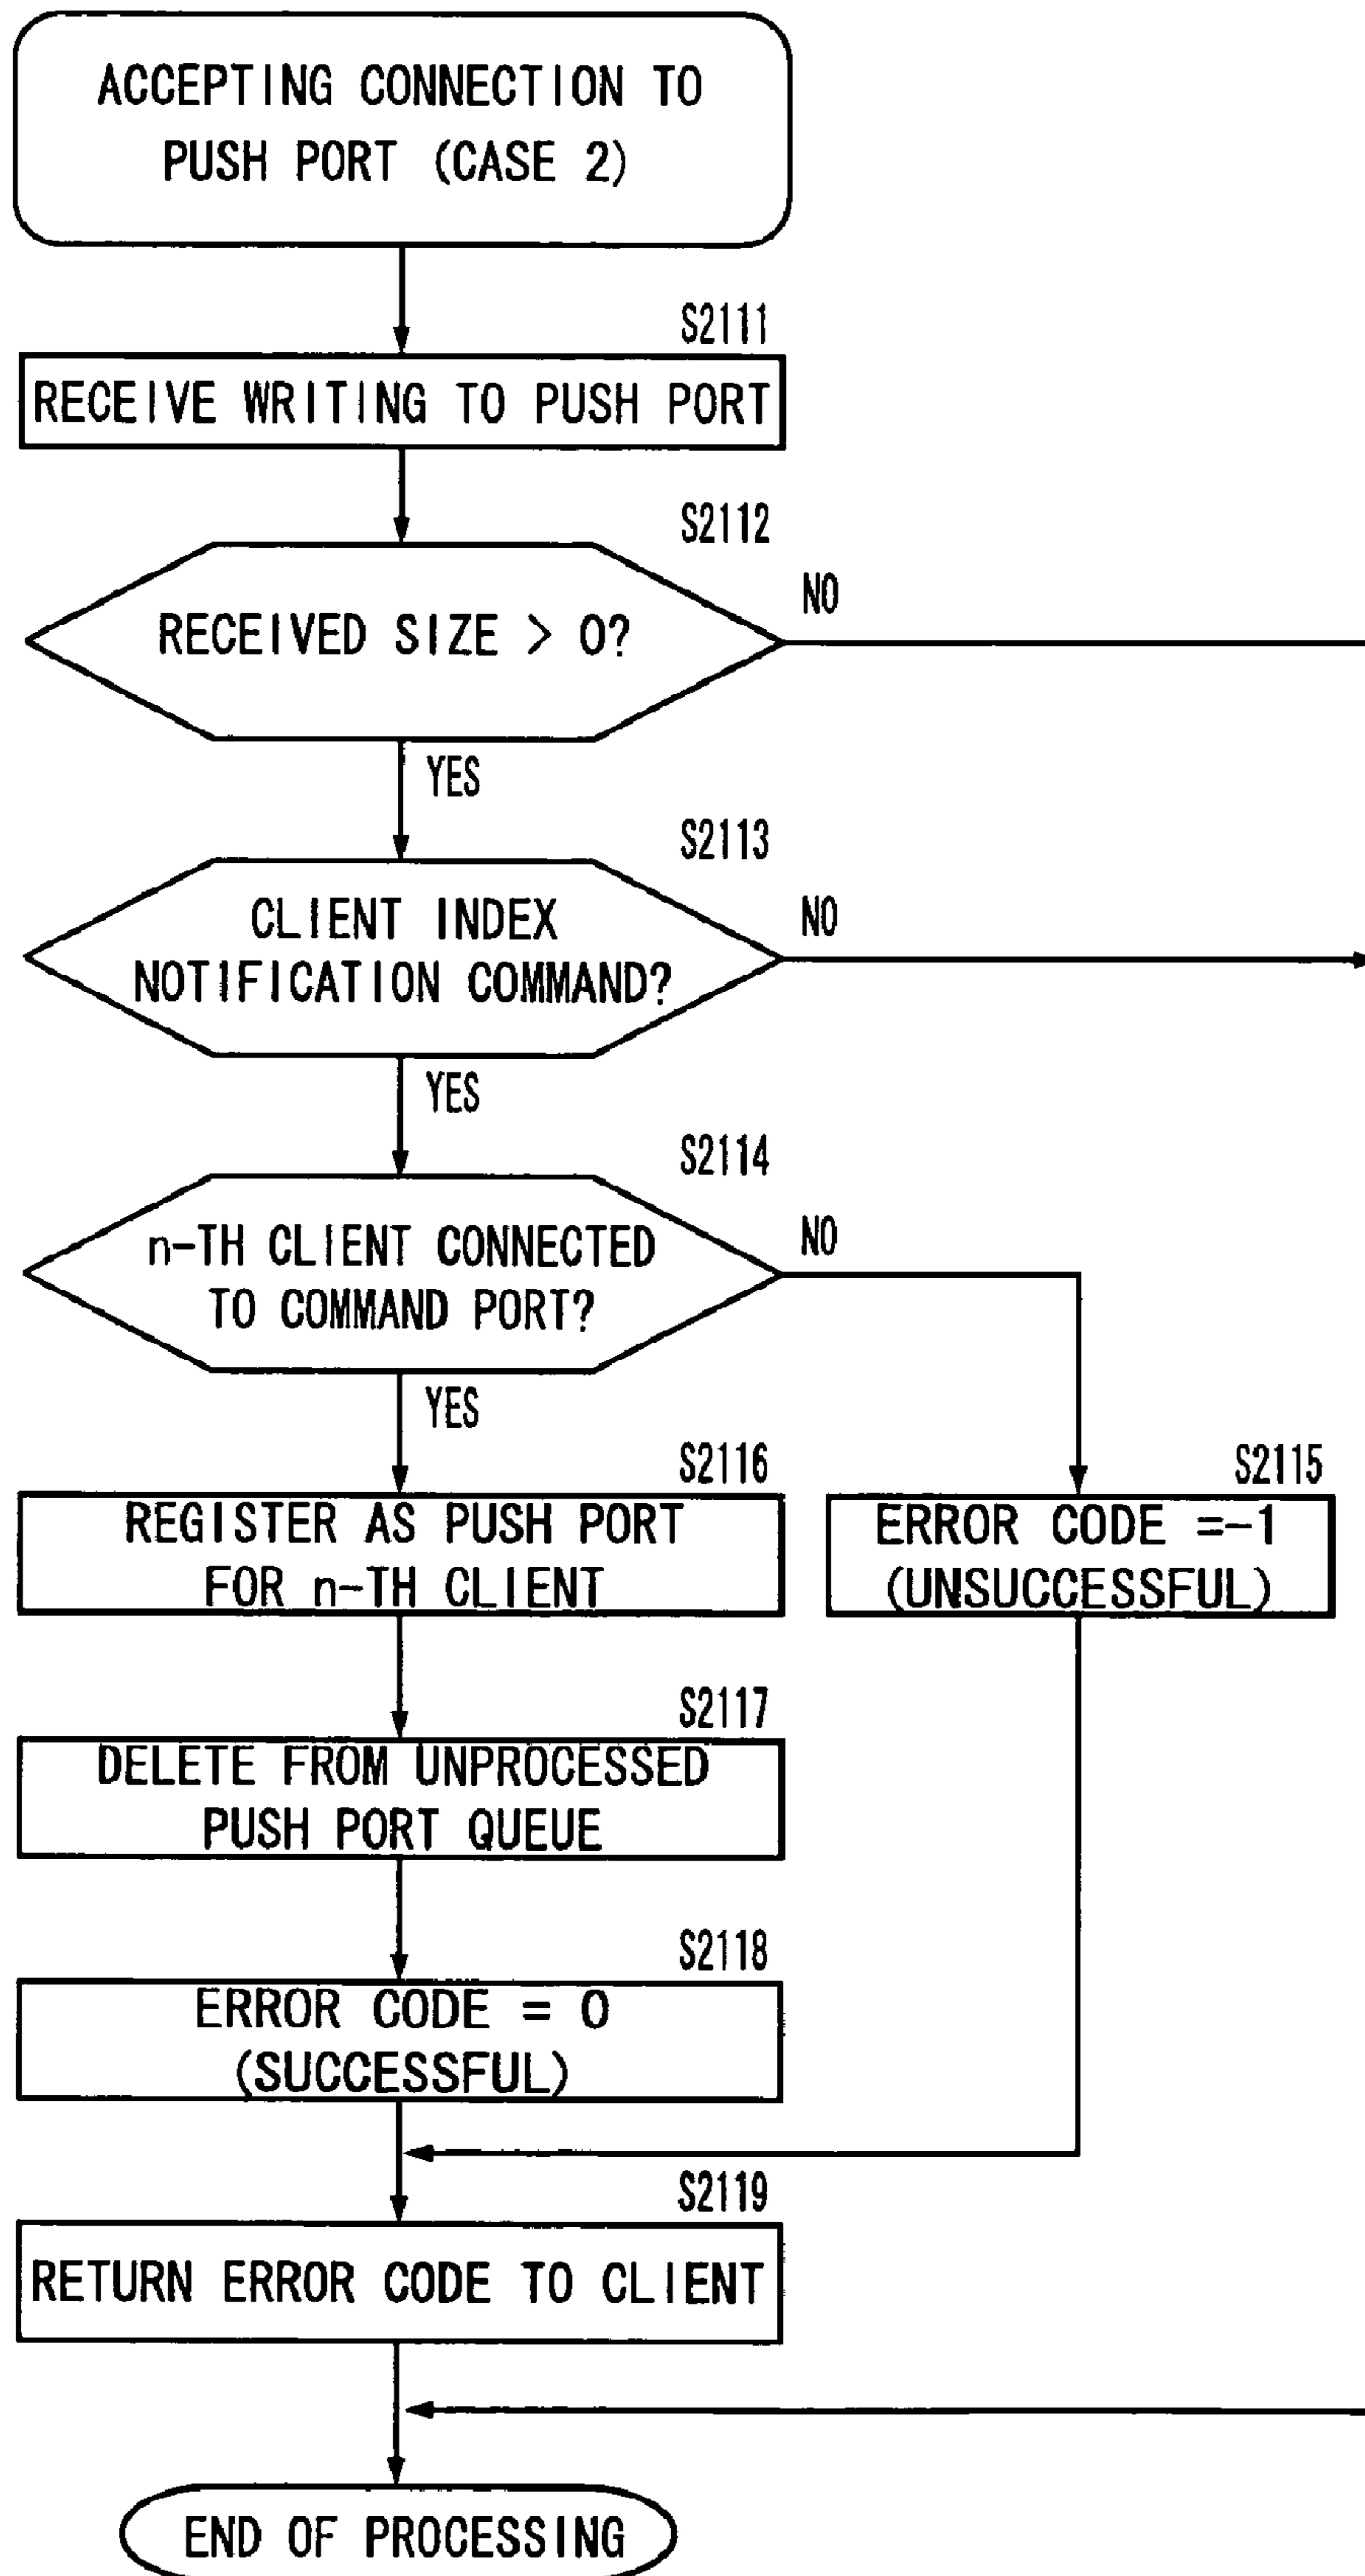 ACCEPTING CONNECTION TO
PUSH PORT (CASE 2)
S2111
RECEIVE WRITING TO PUSH PORT
S2112
RECEIVED SIZE > 0?
NO
YES
S2113
CLIENT INDEX
NOTIFICATION COMMAND?
NO
YES
S2114
n-TH CLIENT CONNECTED
TO COMMAND PORT?
NO
YES
S2116
REGISTER AS PUSH PORT
FOR n-TH CLIENT
S2115
ERROR CODE =-1
(UNSUCCESSFUL)
S2117
DELETE FROM UNPROCESSED
PUSH PORT QUEUE
S2118
ERROR CODE = 0
(SUCCESSFUL)
S2119
RETURN ERROR CODE TO CLIENT
END OF PROCESSING